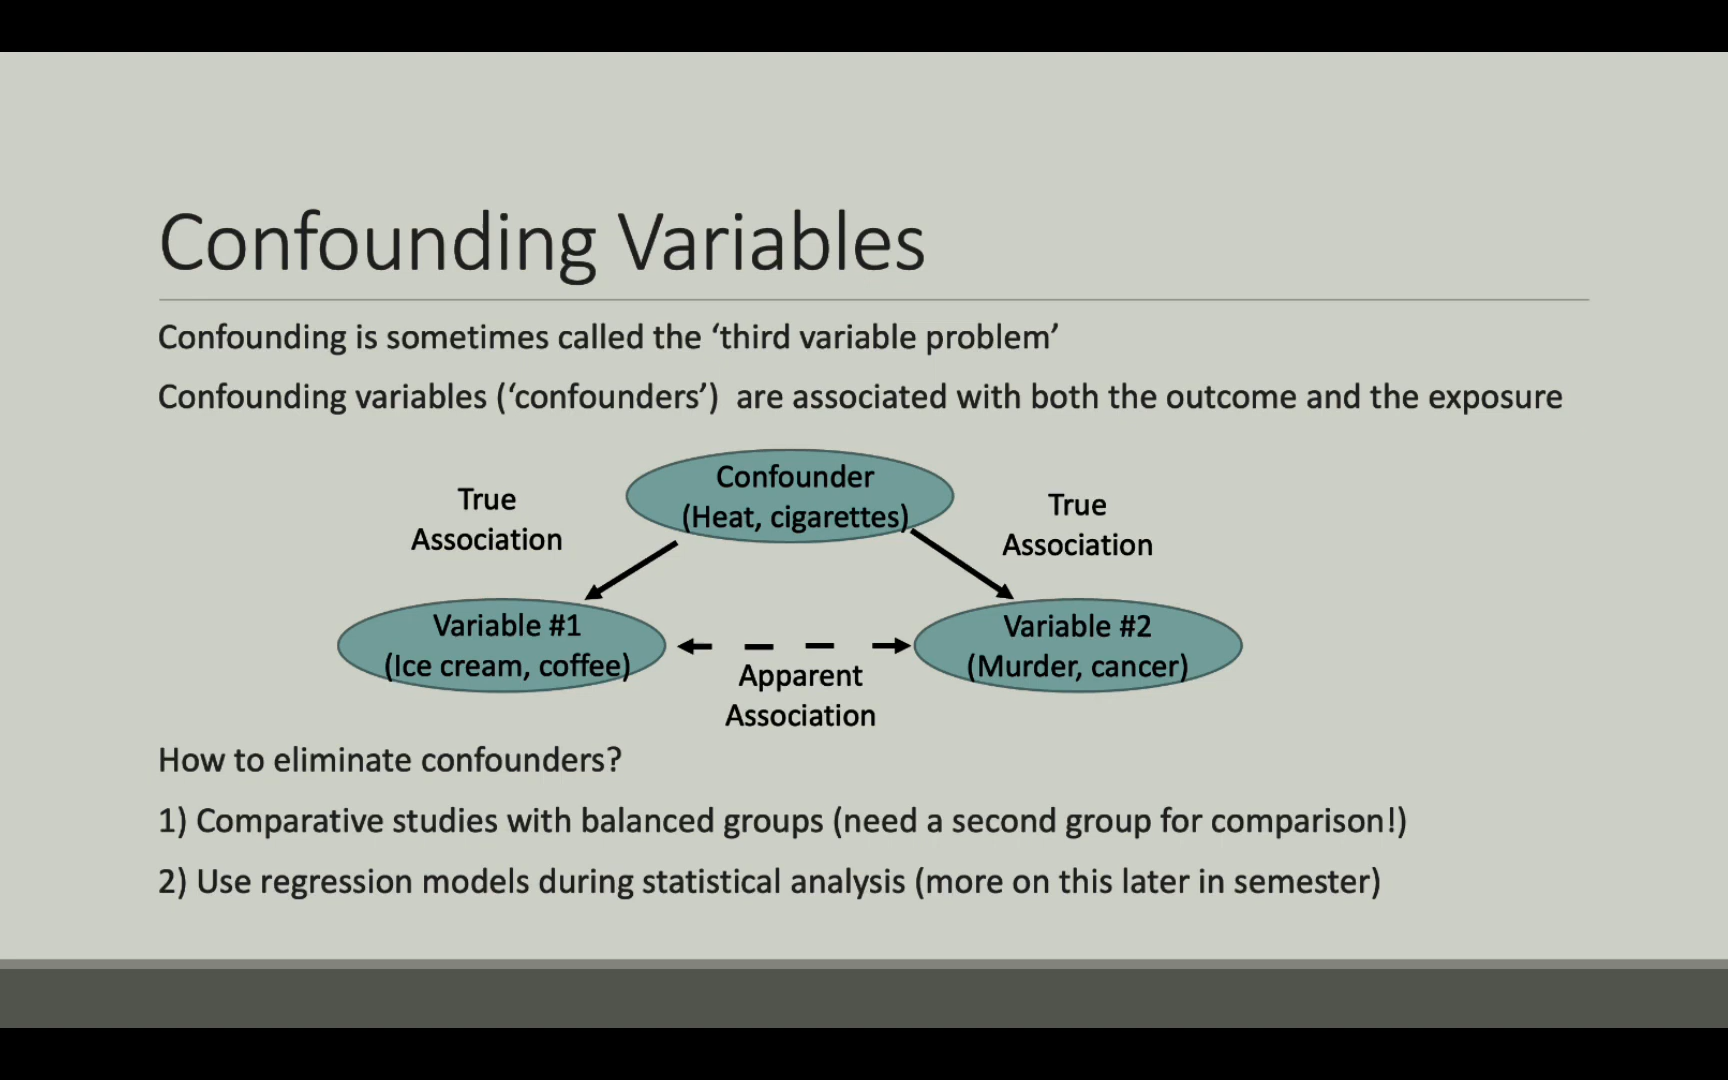 Confounding Variables
Confounding is sometimes called the ‘third variable problem’
Confounding variables (‘confounders’)  are associated with both the outcome and the exposure
Confounder
(Heat, cigarettes)
True
Association
True
Association
Variable #1
(Ice cream, coffee)
Variable #2
(Murder, cancer)
Apparent
Association
How to eliminate confounders?
1) Comparative studies with balanced groups (need a second group for comparison!)
2) Use regression models during statistical analysis (more on this later in semester)